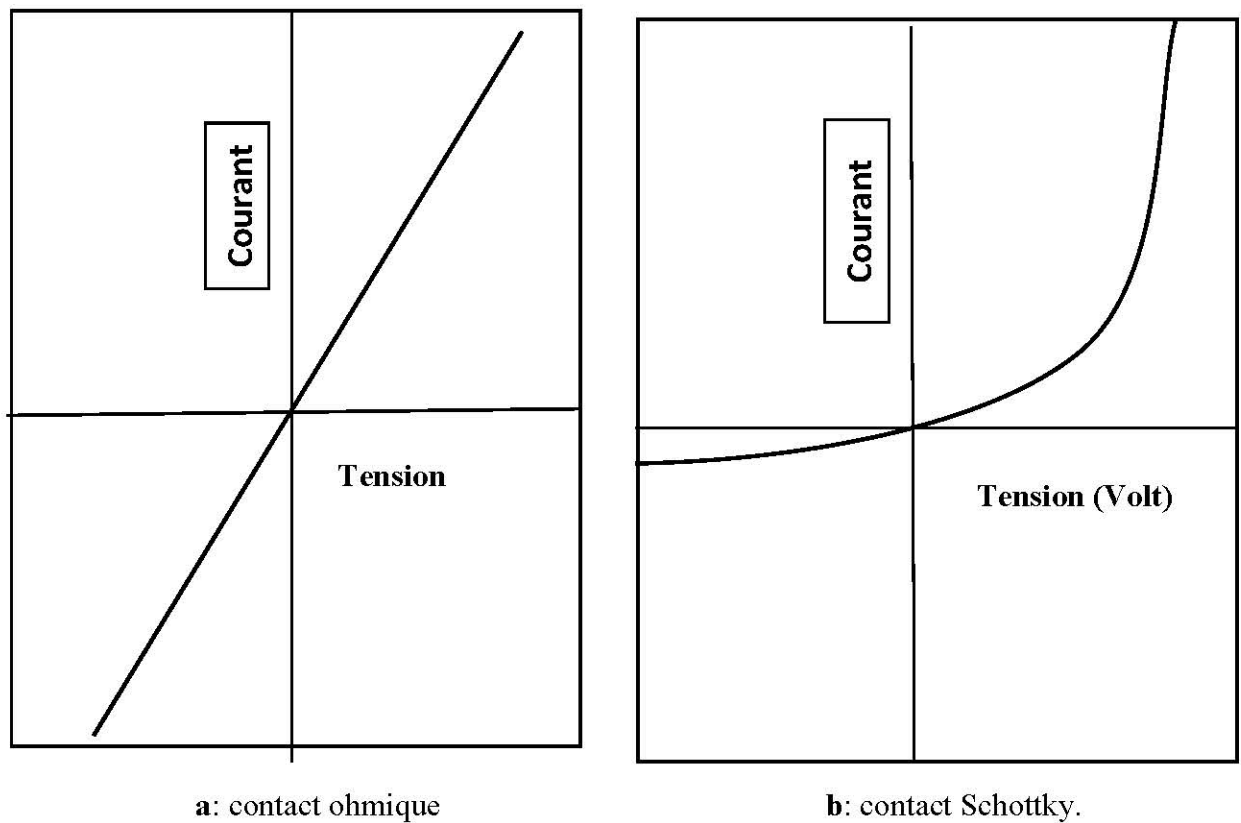 Courant
Tension
a: contact ohmique
Courant
Tension (Volt)
b: contact Schottky.